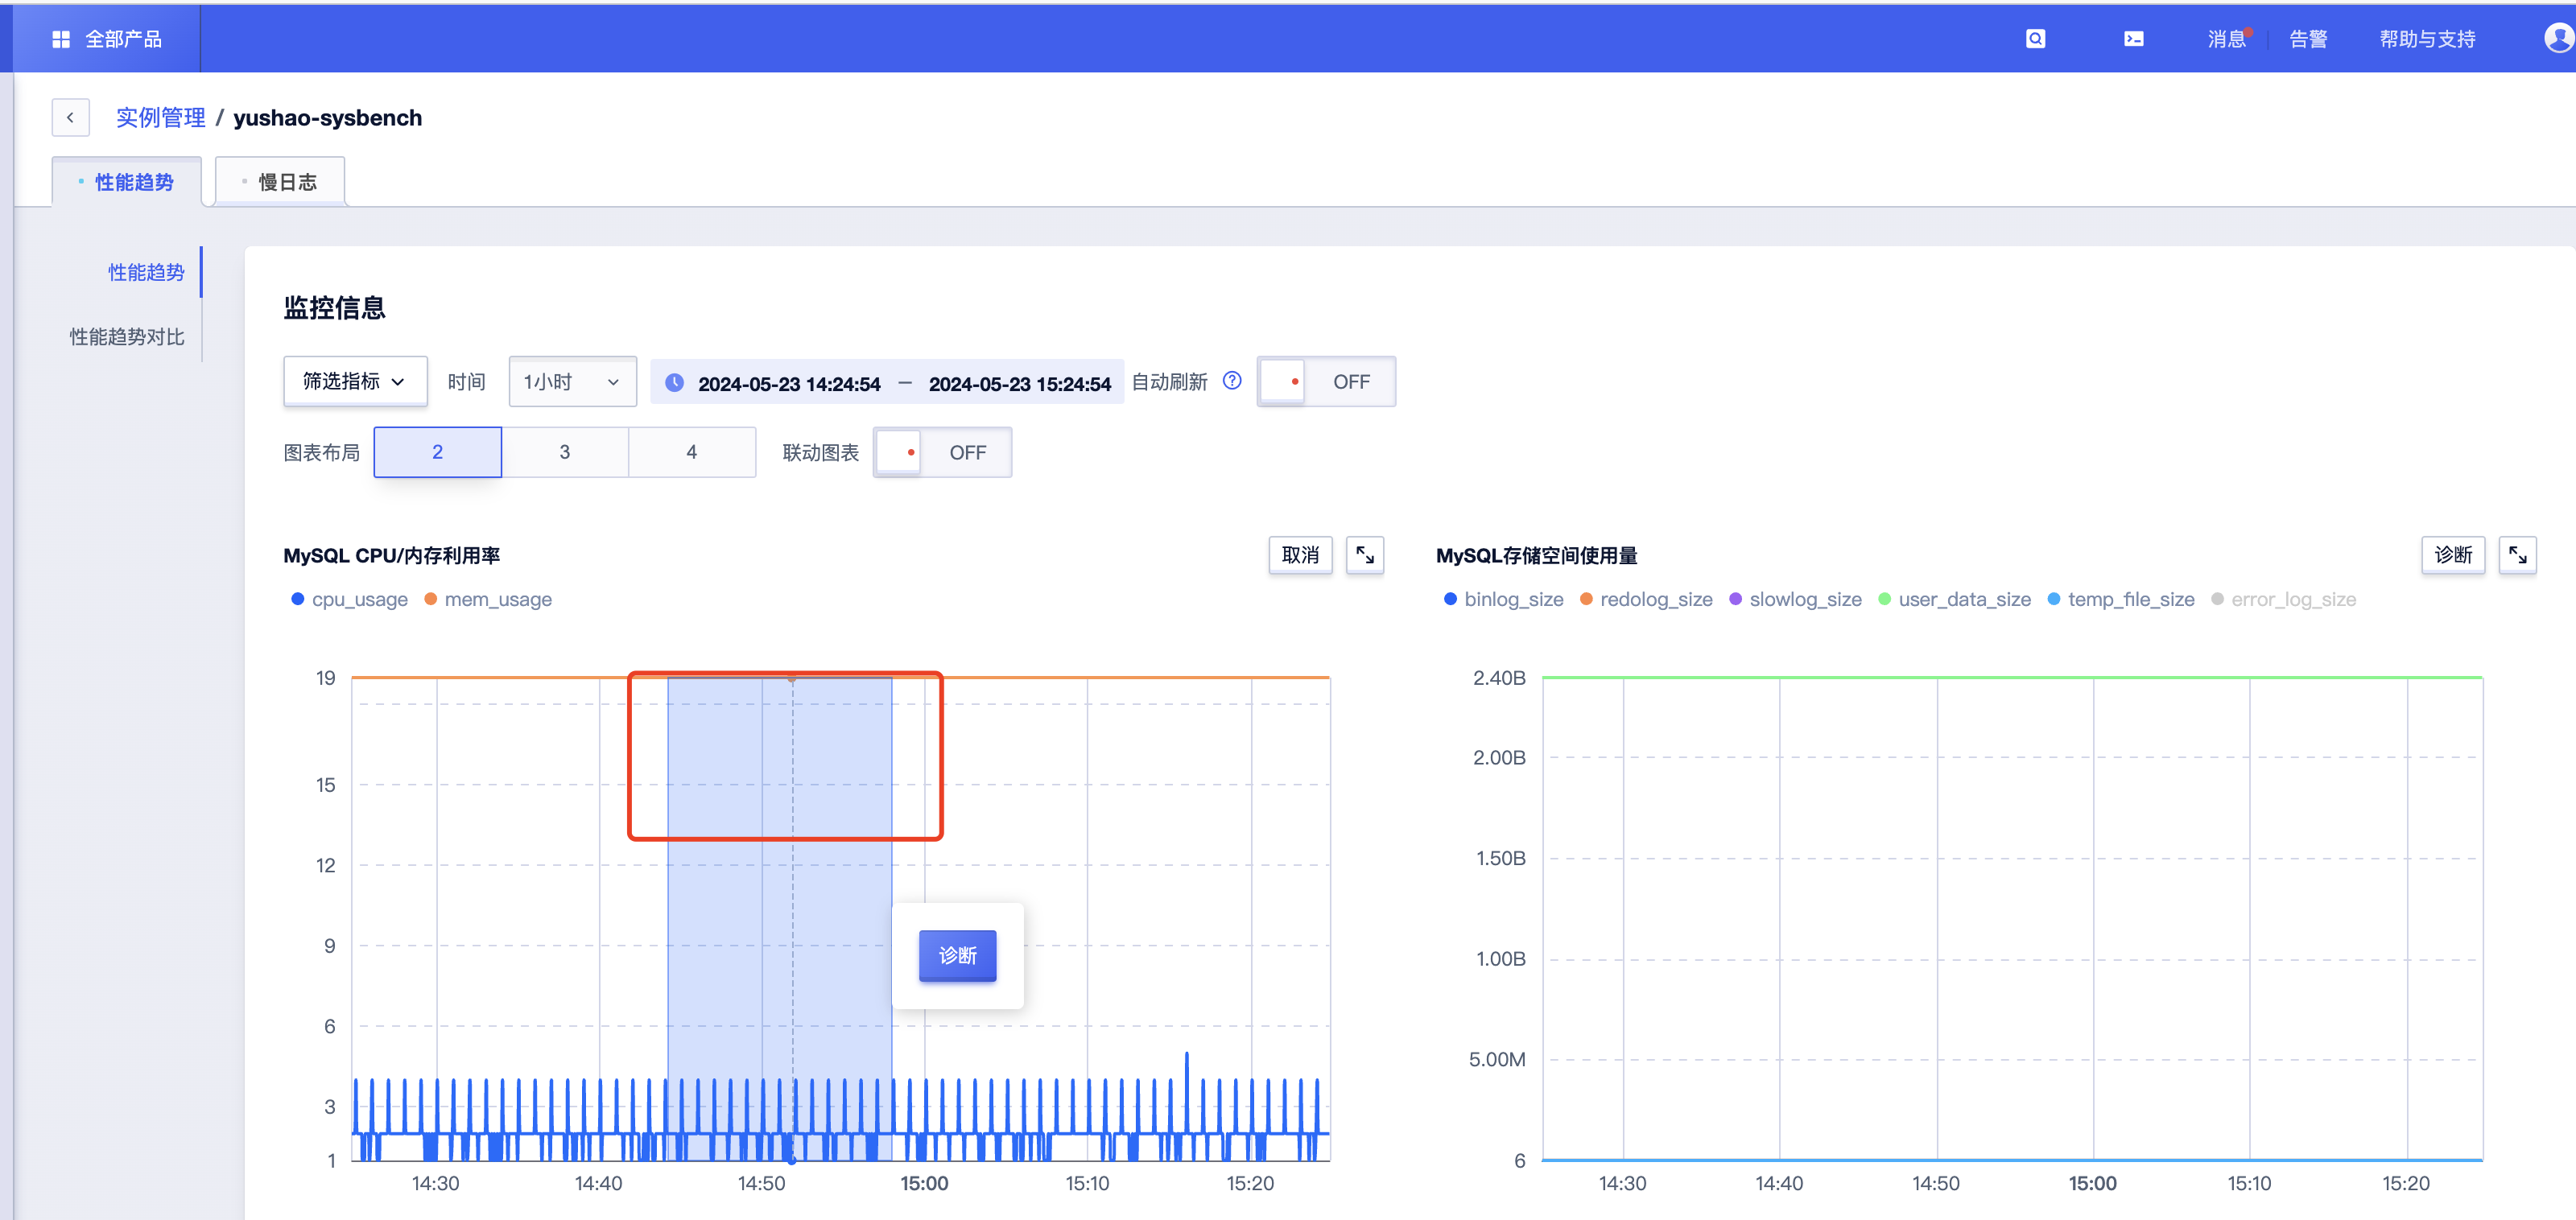 全部产品
消息 告警 帮助与支持
实例管理 / yushao-sysbench
性能趋势 慢日志
性能趋势
性能趋势对比
监控信息
筛选指标 时间 1小时 2024-05-23 14:24:54 — 2024-05-23 15:24:54 自动刷新 OFF
图表布局 2 3 4 联动图表 OFF
MySQL CPU/内存利用率 取消
cpu_usage mem_usage
19
15
12
9
6
3
1
诊断
14:30 14:40 14:50 15:00 15:10 15:20
MySQL存储空间使用量 诊断
binlog_size redolog_size slowlog_size user_data_size temp_file_size error_log_size
2.40B
2.00B
1.50B
1.00B
5.00M
6
14:30 14:40 14:50 15:00 15:10 15:20